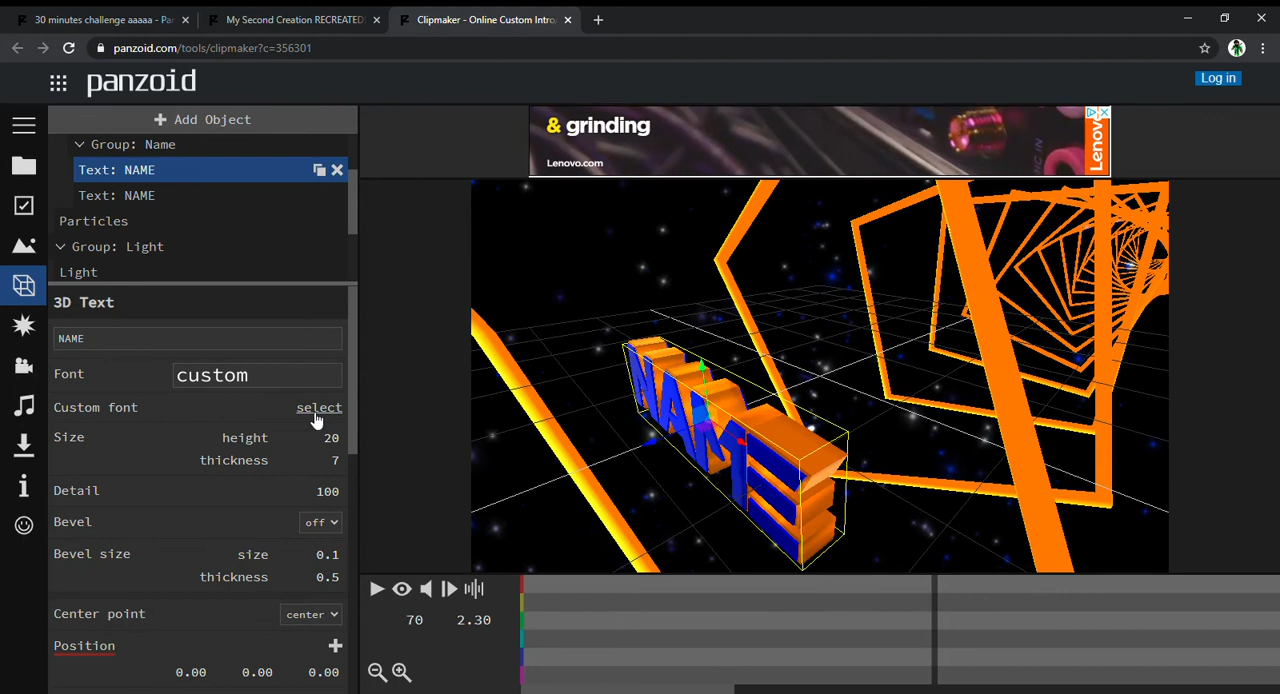 30 minutes challenge aaaaa - Pa
My Second Creation RECREATED!
Clipmaker - Online Custom Intro
panzoid.com/tools/clipmaker?c=356301
panzoid
Log in
Add Object
Group: Name
Text: NAME
Text: NAME
Particles
Group: Light
Light
3D Text
NAME
Font custom
Custom font select
Size height 20
thickness 7
Detail 100
Bevel off
Bevel size size 0.1
thickness 0.5
Center point center
Position
0.00 0.00 0.00
& grinding
Lenovo.com
Lenovo
NAME
70 2.30